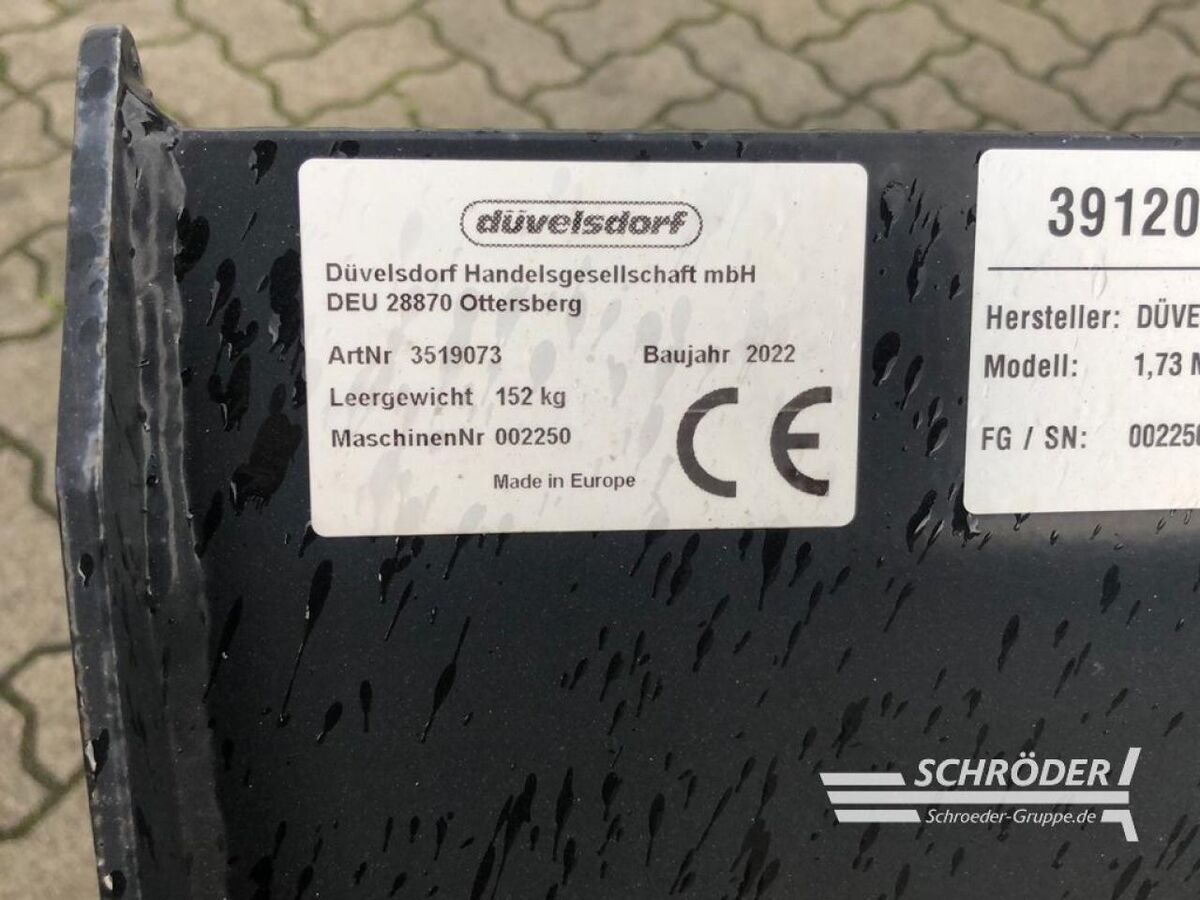 düvelsdorf
Düvelsdorf Handelsgesellschaft mbH
DEU 28870 Ottersberg
ArtNr 3519073 Baujahr 2022
Leergewicht 152 kg
MaschinenNr 002250
Made in Europe
CE
39120
Hersteller: DÜVE
Modell: 1,73 M
FG / SN: 002250
SCHRÖDER
Schroeder-Gruppe.de